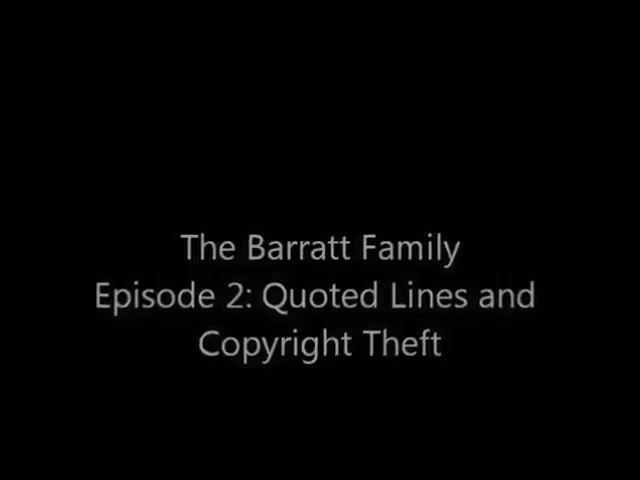 The Barratt Family
Episode 2: Quoted Lines and
Copyright Theft